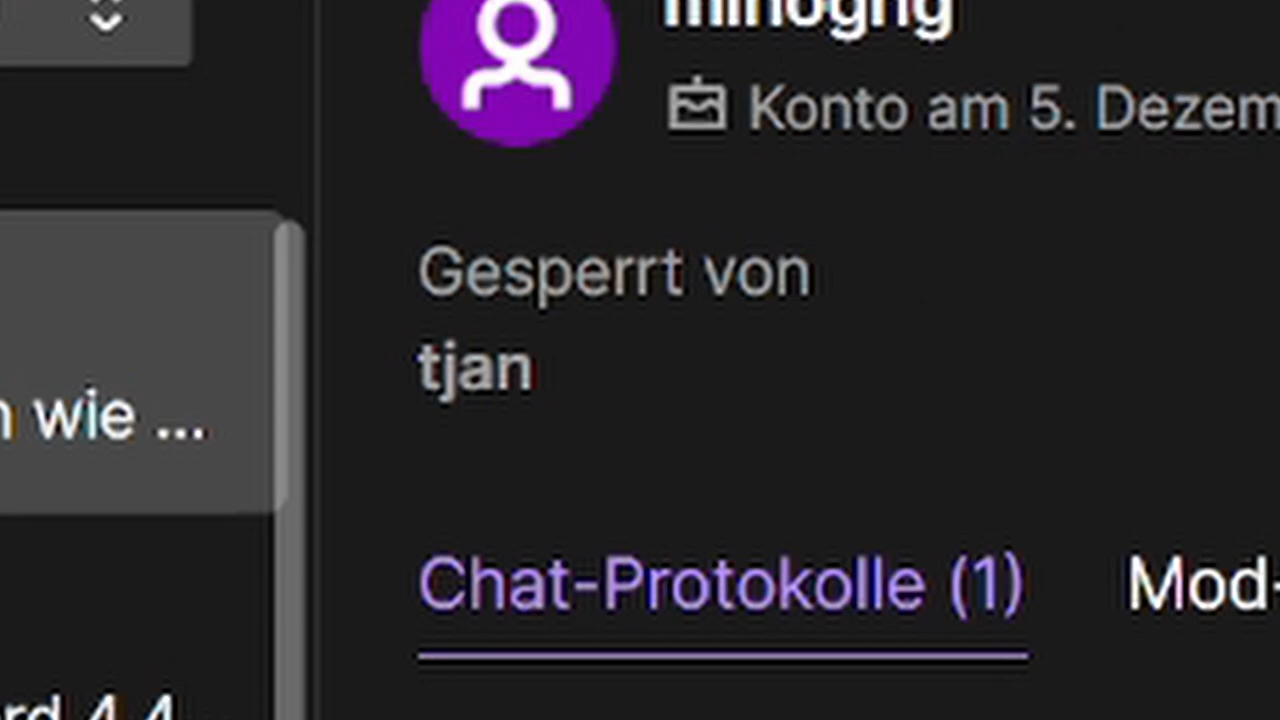 Konto am 5. Dezem
Gesperrt von
tjan
wie ...
Chat-Protokolle (1)
Mod-